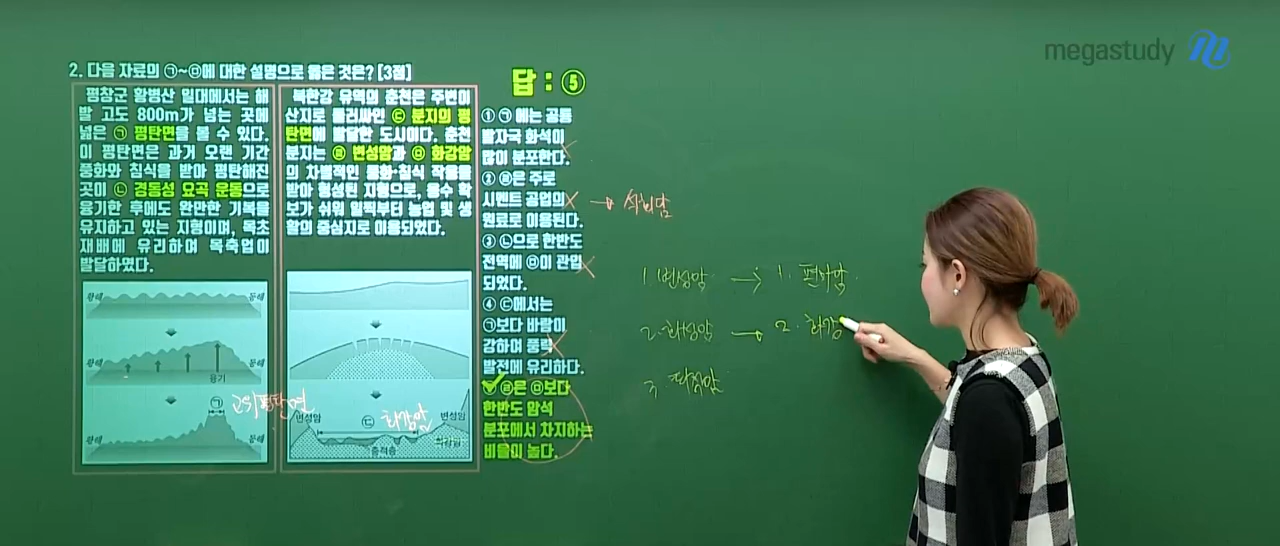 megastudy
2. 다음 자료의 ㉠~㉤에 대한 설명으로 옳은 것은? [3점]
답 : ⑤
평창군 황병산 일대에서는 해
발 고도 800m가 넘는 곳에
넓은 ㉠ 평탄면을 볼 수 있다.
이 평탄면은 과거 오랜 기간
풍화와 침식을 받아 평탄해진
곳이 ㉡ 경동성 요곡 운동으로
융기한 후에도 완만한 기복을
유지하고 있는 지형이며, 목초
재배에 유리하여 목축업이
발달하였다.
황해 동해
황해 동해
융기
㉠
고위평탄면
황해 동해
북한강 유역의 춘천은 주변이
산지로 둘러싸인 ㉢ 분지의 평
탄면에 발달한 도시이다. 춘천
분지는 ㉣ 변성암과 ㉤ 화강암
의 차별적인 풍화·침식 작용을
받아 형성된 지형으로, 용수 확
보가 쉬워 일찍부터 농업 및 생
활의 중심지로 이용되었다.
변성암 ㉢ 화강암 변성암
충적층
① ㉠에는 공룡
발자국 화석이
많이 분포한다.
② ㉣은 주로
시멘트 공업의
원료로 이용된다.
③ ㉡으로 한반도
전역에 ㉤이 관입
되었다.
④ ㉢에서는
㉠보다 바람이
강하여 풍력
발전에 유리하다.
㉣은 ㉤보다
한반도 암석
분포에서 차지하는
비율이 높다.
→ 석회암
1. 변성암 → 1. 편마암
2. 화성암 → 2. 화강
3. 퇴적암